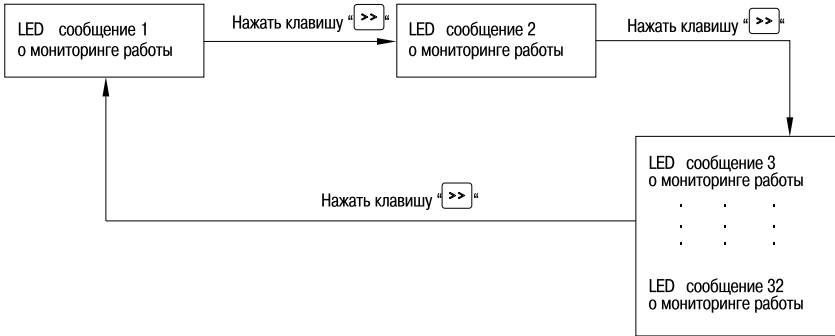 LED сообщение 1
о мониторинге работы
Нажать клавишу “>>“
LED сообщение 2
о мониторинге работы
Нажать клавишу “>>“
LED сообщение 3
о мониторинге работы
. . .
. . .
. . .
LED сообщение 32
о мониторинге работы
Нажать клавишу “>>“